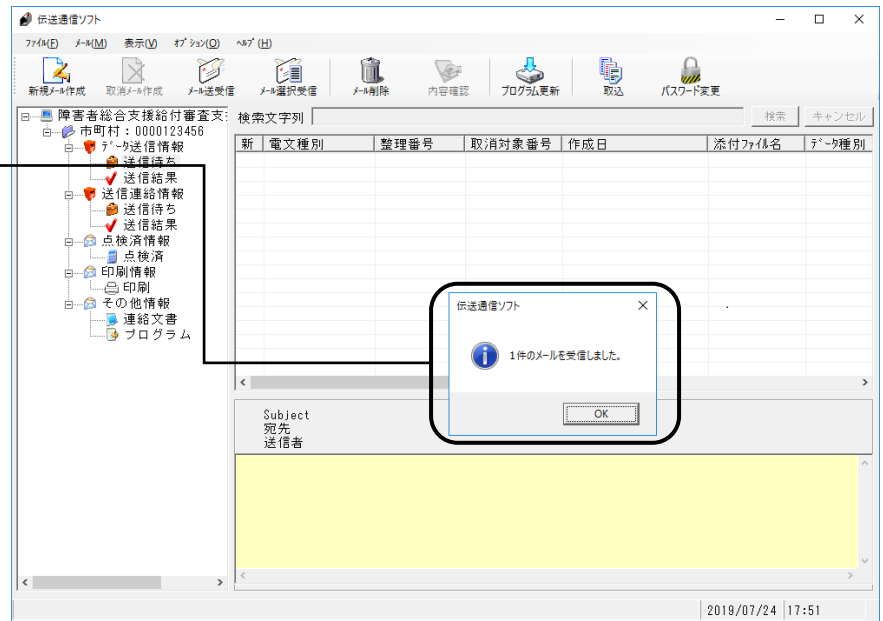 伝送通信ソフト
ﾌｧｲﾙ(F) ﾒｰﾙ(M) 表示(V) ｵﾌﾟｼｮﾝ(O) ﾍﾙﾌﾟ(H)
新規ﾒｰﾙ作成 取消ﾒｰﾙ作成 ﾒｰﾙ送受信 ﾒｰﾙ選択受信 ﾒｰﾙ削除 内容確認 ﾌﾟﾛｸﾞﾗﾑ更新 取込 ﾊﾟｽﾜｰﾄﾞ変更
障害者総合支援給付審査支
市町村：0000123456
ﾃﾞｰﾀ送信情報
送信待ち
送信結果
送信連絡情報
送信待ち
送信結果
点検済情報
点検済
印刷情報
印刷
その他情報
連絡文書
プログラム
検索文字列 検索 キャンセル
新 電文種別 整理番号 取消対象番号 作成日 添付ﾌｧｲﾙ名 ﾃﾞｰﾀ種別
伝送通信ソフト
1件のメールを受信しました。
OK
Subject
宛先
送信者
2019/07/24 17:51